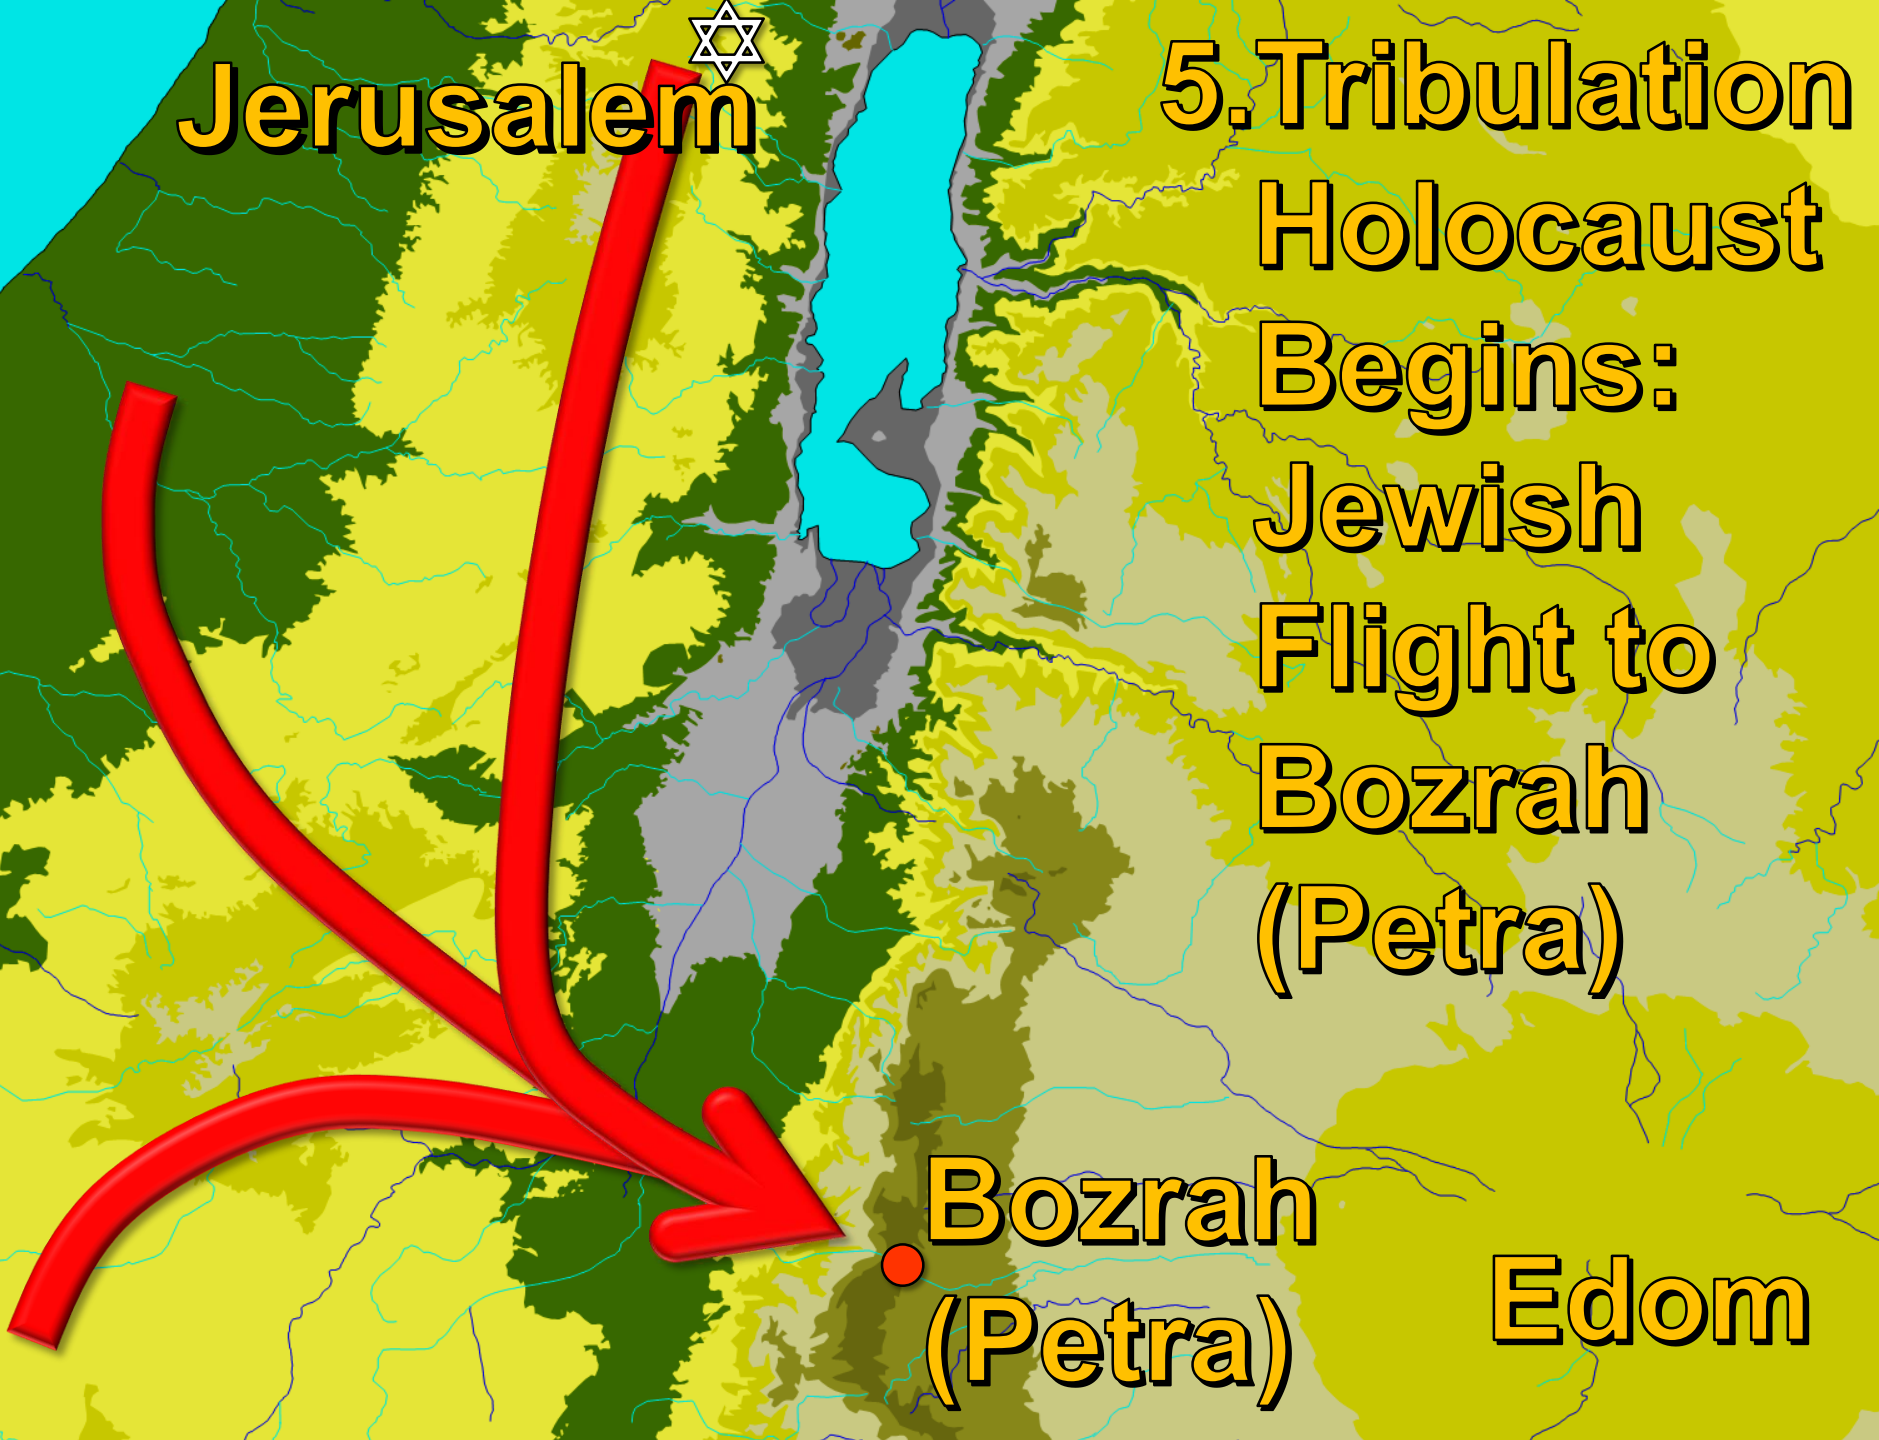 Jerusalem
5. Tribulation
Holocaust
Begins:
Jewish
Flight to
Bozrah
(Petra)
Bozrah
(Petra)
Edom